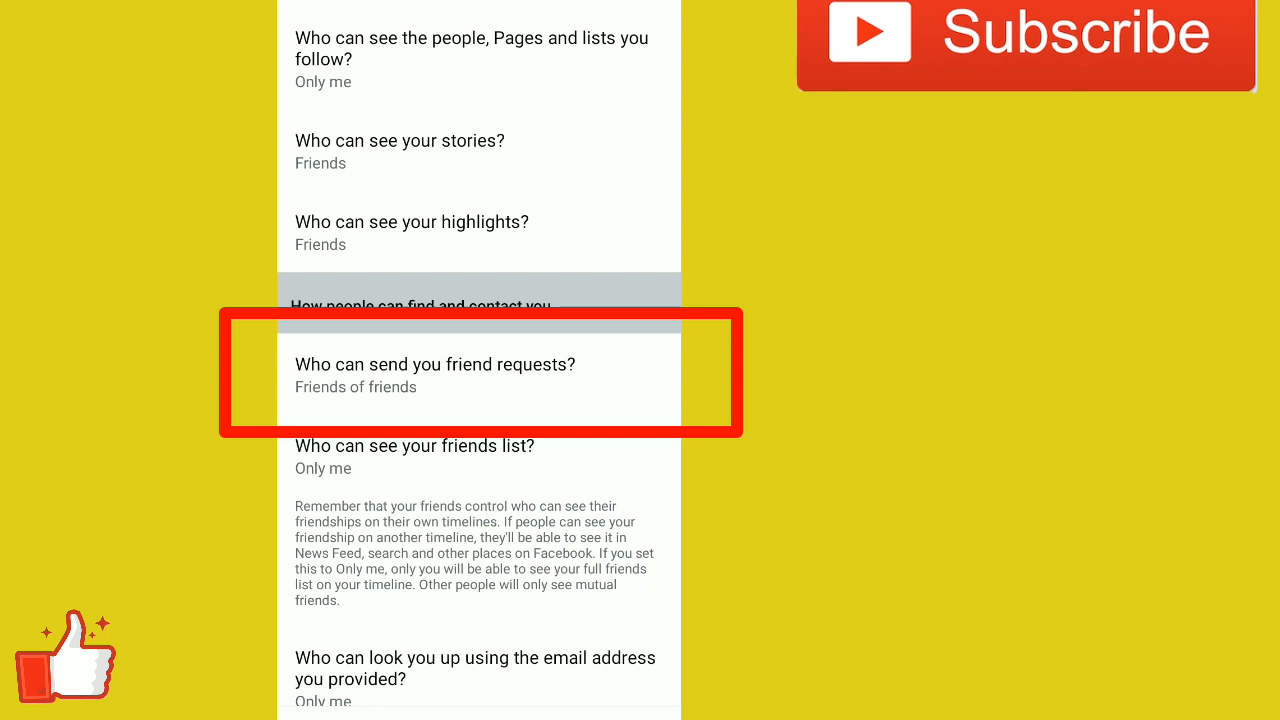 Subscribe
Who can see the people, Pages and lists you
follow?
Only me
Who can see your stories?
Friends
Who can see your highlights?
Friends
How people can find and contact you
Who can send you friend requests?
Friends of friends
Who can see your friends list?
Only me
Remember that your friends control who can see their
friendships on their own timelines. If people can see your
friendship on another timeline, they'll be able to see it in
News Feed, search and other places on Facebook. If you set
this to Only me, only you will be able to see your full friends
list on your timeline. Other people will only see mutual
friends.
Who can look you up using the email address
you provided?
Only me